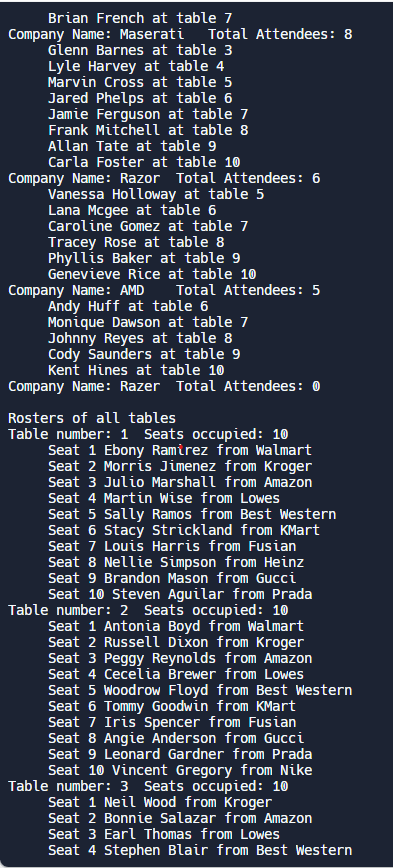 Brian French at table 7
Company Name: Maserati   Total Attendees: 8
Glenn Barnes at table 3
Lyle Harvey at table 4
Marvin Cross at table 5
Jared Phelps at table 6
Jamie Ferguson at table 7
Frank Mitchell at table 8
Allan Tate at table 9
Carla Foster at table 10
Company Name: Razor  Total Attendees: 6
Vanessa Holloway at table 5
Lana Mcgee at table 6
Caroline Gomez at table 7
Tracey Rose at table 8
Phyllis Baker at table 9
Genevieve Rice at table 10
Company Name: AMD    Total Attendees: 5
Andy Huff at table 6
Monique Dawson at table 7
Johnny Reyes at table 8
Cody Saunders at table 9
Kent Hines at table 10
Company Name: Razer  Total Attendees: 0
Rosters of all tables
Table number: 1  Seats occupied: 10
Seat 1 Ebony Ramirez from Walmart
Seat 2 Morris Jimenez from Kroger
Seat 3 Julio Marshall from Amazon
Seat 4 Martin Wise from Lowes
Seat 5 Sally Ramos from Best Western
Seat 6 Stacy Strickland from KMart
Seat 7 Louis Harris from Fusian
Seat 8 Nellie Simpson from Heinz
Seat 9 Brandon Mason from Gucci
Seat 10 Steven Aguilar from Prada
Table number: 2  Seats occupied: 10
Seat 1 Antonia Boyd from Walmart
Seat 2 Russell Dixon from Kroger
Seat 3 Peggy Reynolds from Amazon
Seat 4 Cecelia Brewer from Lowes
Seat 5 Woodrow Floyd from Best Western
Seat 6 Tommy Goodwin from KMart
Seat 7 Iris Spencer from Fusian
Seat 8 Angie Anderson from Gucci
Seat 9 Leonard Gardner from Prada
Seat 10 Vincent Gregory from Nike
Table number: 3  Seats occupied: 10
Seat 1 Neil Wood from Kroger
Seat 2 Bonnie Salazar from Amazon
Seat 3 Earl Thomas from Lowes
Seat 4 Stephen Blair from Best Western